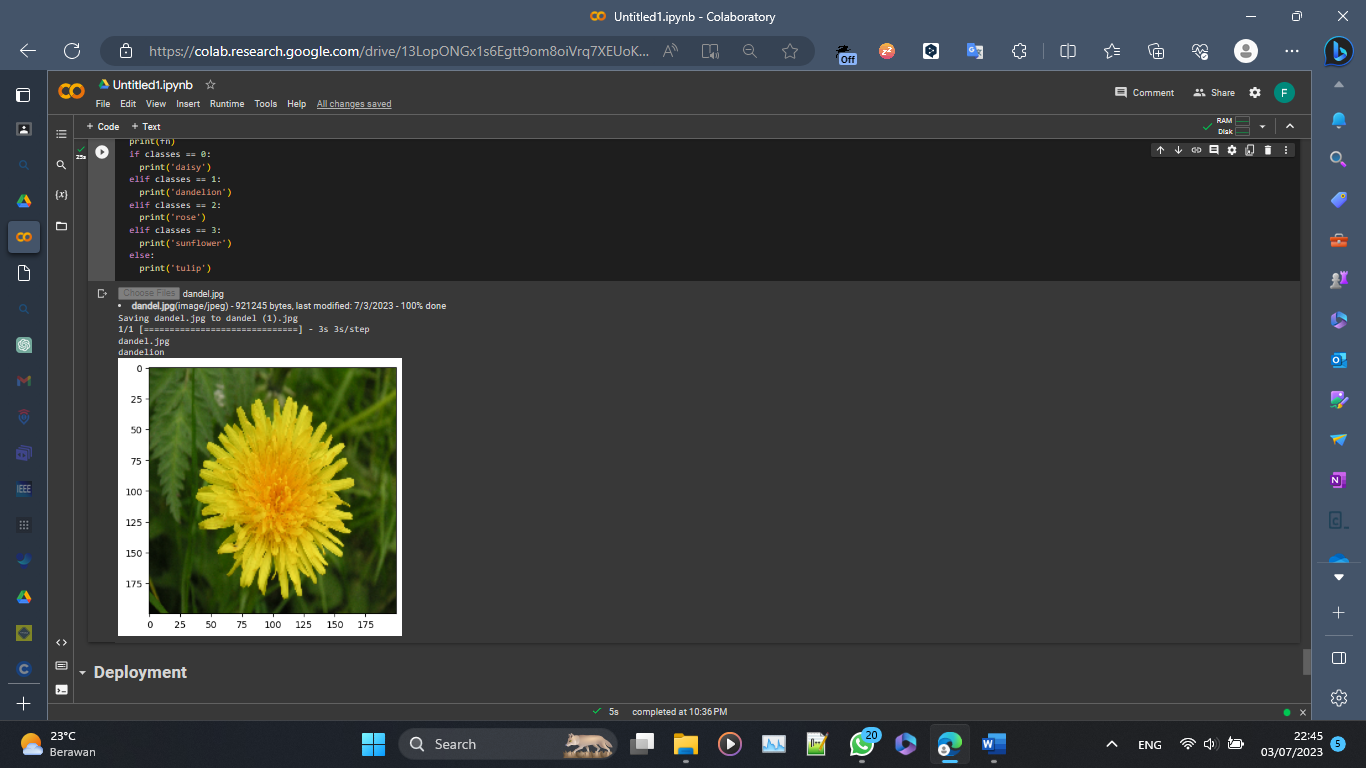 Untitled1.ipynb - Colaboratory
https://colab.research.google.com/drive/13LopONGx1s6Egtt9om8oiVrq7XEUoK...
Off
Untitled1.ipynb
File Edit View Insert Runtime Tools Help All changes saved
Comment Share F
+ Code + Text
RAM
Disk
23s
print(fn)
if classes == 0:
print('daisy')
elif classes == 1:
print('dandelion')
elif classes == 2:
print('rose')
elif classes == 3:
print('sunflower')
else:
print('tulip')
Choose Files dandel.jpg
• dandel.jpg(image/jpeg) - 921245 bytes, last modified: 7/3/2023 - 100% done
Saving dandel.jpg to dandel (1).jpg
1/1 [==============================] - 3s 3s/step
dandel.jpg
dandelion
0
25
50
75
100
125
150
175
0 25 50 75 100 125 150 175
Deployment
5s completed at 10:36 PM
IEEE
23°C
Berawan
Search
20
ENG
22:45
03/07/2023
5